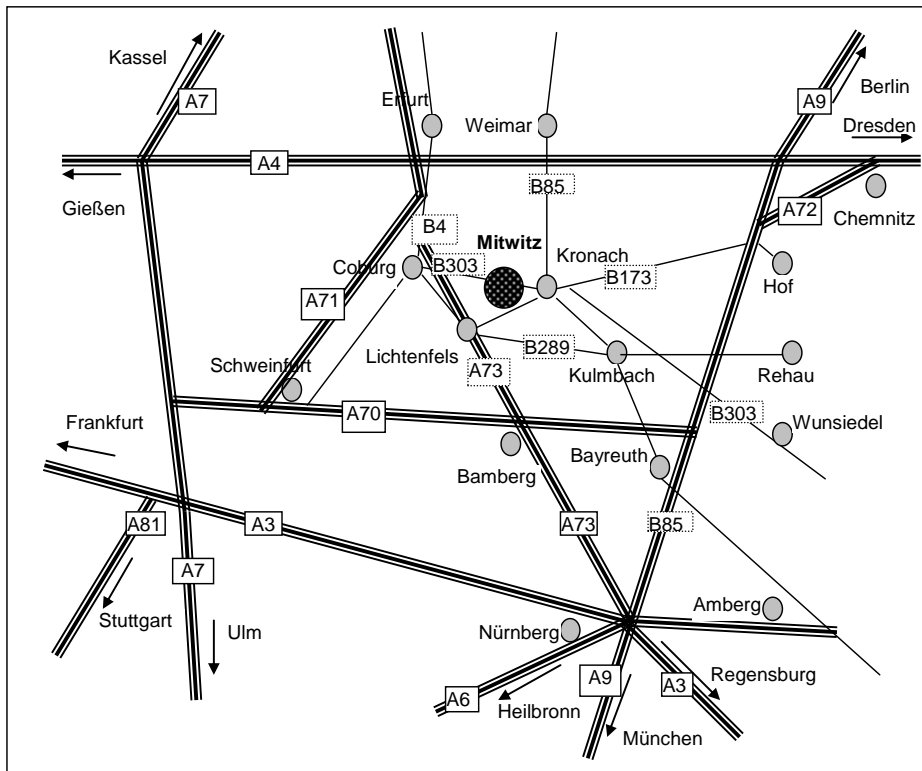 Kassel
A7
Erfurt
Weimar
A9
Berlin
Dresden
A4
Gießen
B85
A72
Chemnitz
B4
Mitwitz
Kronach
Coburg
B303
B173
Hof
A71
Lichtenfels
B289
Schweinfurt
A73
Kulmbach
Rehau
Frankfurt
A70
B303
Wunsiedel
Bamberg
Bayreuth
A81
A3
A73
B85
A7
Stuttgart
Ulm
Nürnberg
Amberg
A9
A3
Regensburg
A6
Heilbronn
München